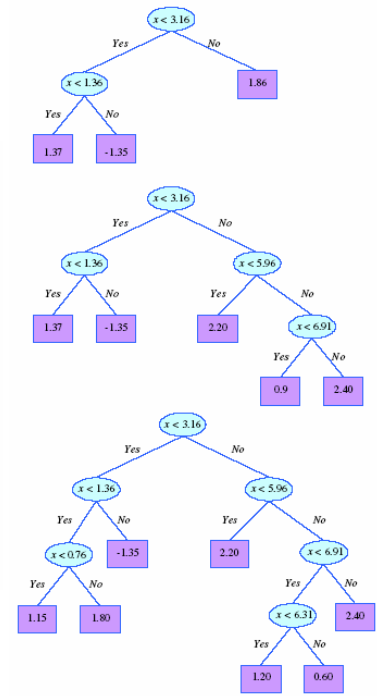 x < 3.16
Yes No
x < 1.36 1.86
Yes No
1.37 -1.35
x < 3.16
Yes No
x < 1.36 x < 5.96
Yes No Yes No
1.37 -1.35 2.20 x < 6.91
Yes No
0.9 2.40
x < 3.16
Yes No
x < 1.36 x < 5.96
Yes No Yes No
x < 0.76 -1.35 2.20 x < 6.91
Yes No Yes No
1.15 1.80 x < 6.31 2.40
Yes No
1.20 0.60